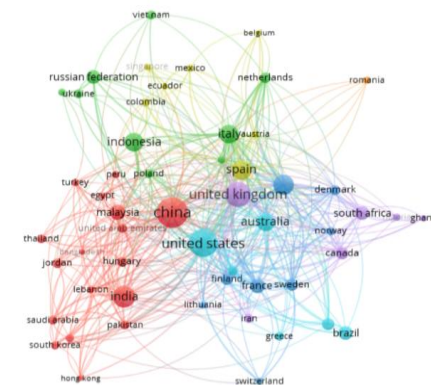 viet nam
belgium
singapore
mexico
russian federation
netherlands
romania
ecuador
ukraine
colombia
italy
austria
indonesia
peru
poland
spain
turkey
egypt
united kingdom
denmark
malaysia
china
south africa
ghan
united arab emirates
australia
norway
thailand
united states
canada
jordan
hungary
finland
france
sweden
lebanon
india
lithuania
saudi arabia
pakistan
iran
south korea
greece
brazil
hong kong
switzerland